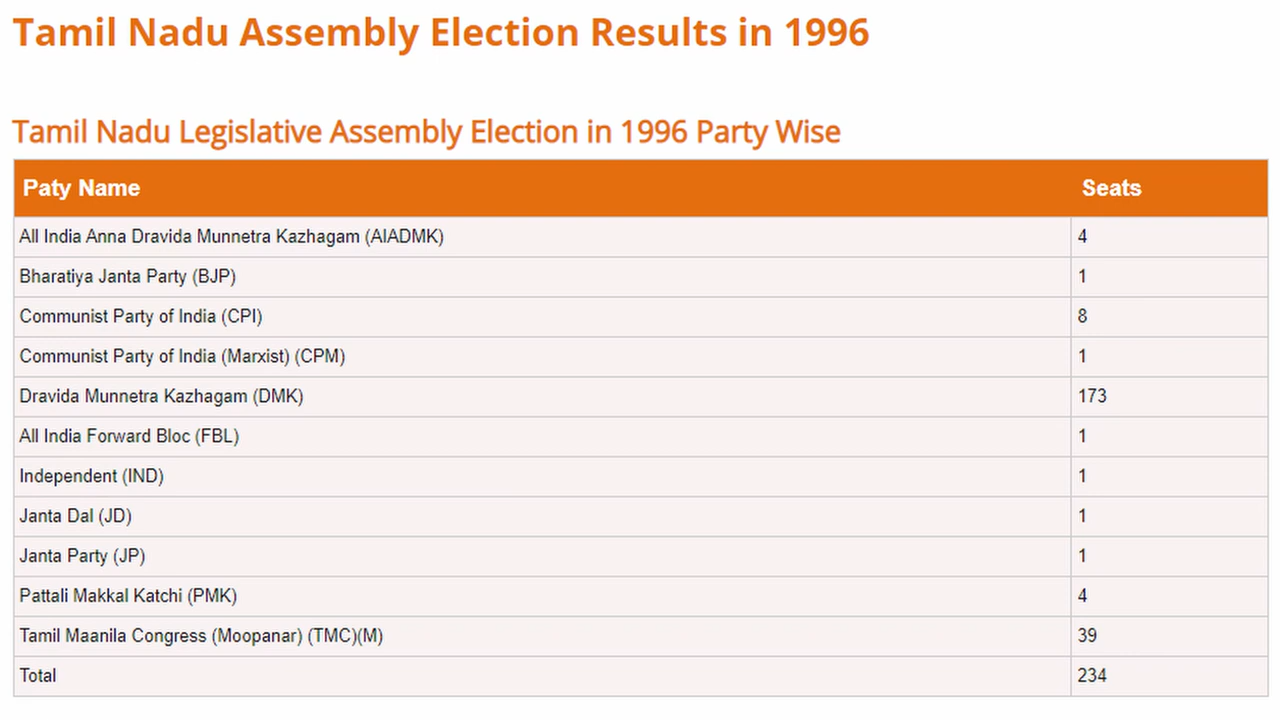 Tamil Nadu Assembly Election Results in 1996
Tamil Nadu Legislative Assembly Election in 1996 Party Wise
Paty Name Seats
All India Anna Dravida Munnetra Kazhagam (AIADMK) 4
Bharatiya Janta Party (BJP) 1
Communist Party of India (CPI) 8
Communist Party of India (Marxist) (CPM) 1
Dravida Munnetra Kazhagam (DMK) 173
All India Forward Bloc (FBL) 1
Independent (IND) 1
Janta Dal (JD) 1
Janta Party (JP) 1
Pattali Makkal Katchi (PMK) 4
Tamil Maanila Congress (Moopanar) (TMC)(M) 39
Total 234